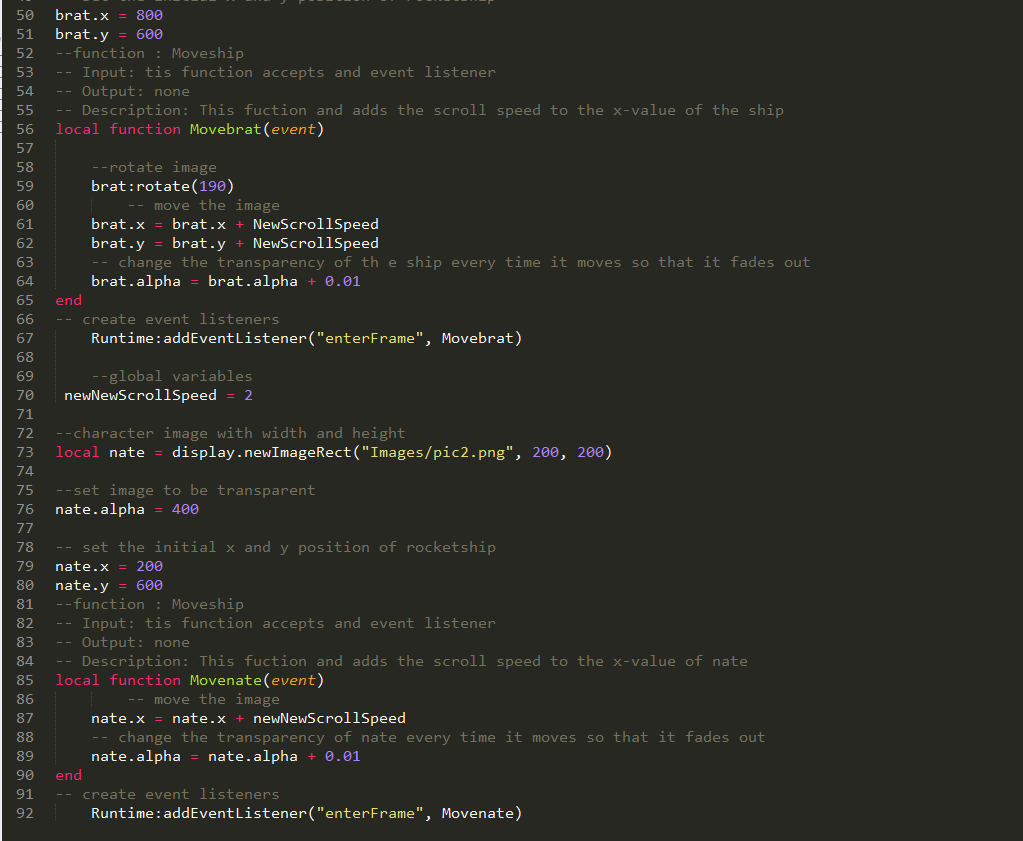 50 brat.x = 800
51 brat.y = 600
52 --function : Moveship
53 -- Input: tis function accepts and event listener
54 -- Output: none
55 -- Description: This fuction and adds the scroll speed to the x-value of the ship
56 local function Movebrat(event)
57
58 --rotate image
59 brat:rotate(190)
60 -- move the image
61 brat.x = brat.x + NewScrollSpeed
62 brat.y = brat.y + NewScrollSpeed
63 -- change the transparency of th e ship every time it moves so that it fades out
64 brat.alpha = brat.alpha + 0.01
65 end
66 -- create event listeners
67 Runtime:addEventListener("enterFrame", Movebrat)
68
69 --global variables
70 newNewScrollSpeed = 2
71
72 --character image with width and height
73 local nate = display.newImageRect("Images/pic2.png", 200, 200)
74
75 --set image to be transparent
76 nate.alpha = 400
77
78 -- set the initial x and y position of rocketship
79 nate.x = 200
80 nate.y = 600
81 --function : Moveship
82 -- Input: tis function accepts and event listener
83 -- Output: none
84 -- Description: This fuction and adds the scroll speed to the x-value of nate
85 local function Movenate(event)
86 -- move the image
87 nate.x = nate.x + newNewScrollSpeed
88 -- change the transparency of nate every time it moves so that it fades out
89 nate.alpha = nate.alpha + 0.01
90 end
91 -- create event listeners
92 Runtime:addEventListener("enterFrame", Movenate)